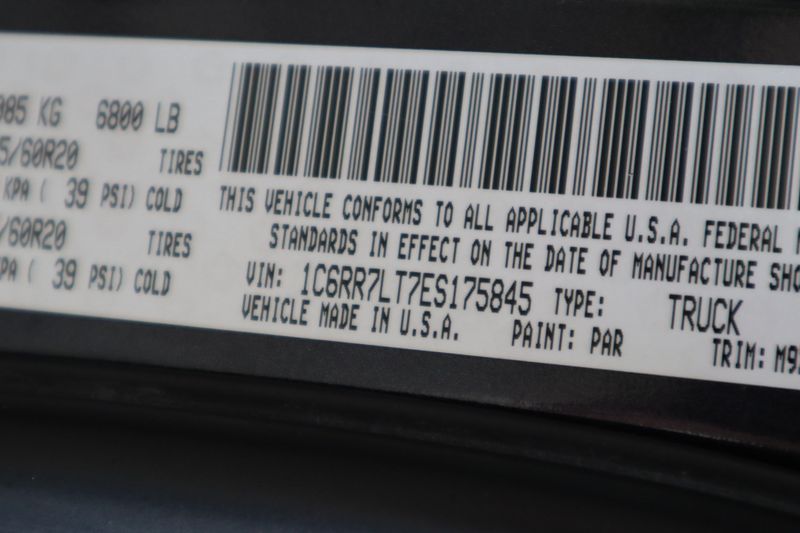 085 KG 6800 LB
5/60R20 TIRES
KPA ( 39 PSI) COLD
/60R20 TIRES
PA ( 39 PSI) COLD
THIS VEHICLE CONFORMS TO ALL APPLICABLE U.S.A. FEDERAL
STANDARDS IN EFFECT ON THE DATE OF MANUFACTURE SHO
VIN: 1C6RR7LT7ES175845 TYPE: TRUCK
VEHICLE MADE IN U.S.A. PAINT: PAR TRIM: M9